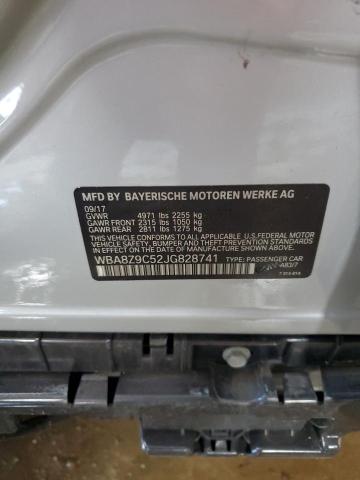 MFD BY BAYERISCHE MOTOREN WERKE AG
09/17
GVWR 4971 lbs 2255 kg
GAWR FRONT 2315 lbs 1050 kg
GAWR REAR 2811 lbs 1275 kg
THIS VEHICLE CONFORMS TO ALL APPLICABLE U.S. FEDERAL MOTOR
VEHICLE SAFETY, BUMPER, AND THEFT PREVENTION STANDARDS
IN EFFECT ON THE DATE OF MANUFACTURE SHOWN ABOVE.
WBA8Z9C52JG828741 TYPE: PASSENGER CAR
-A83/7